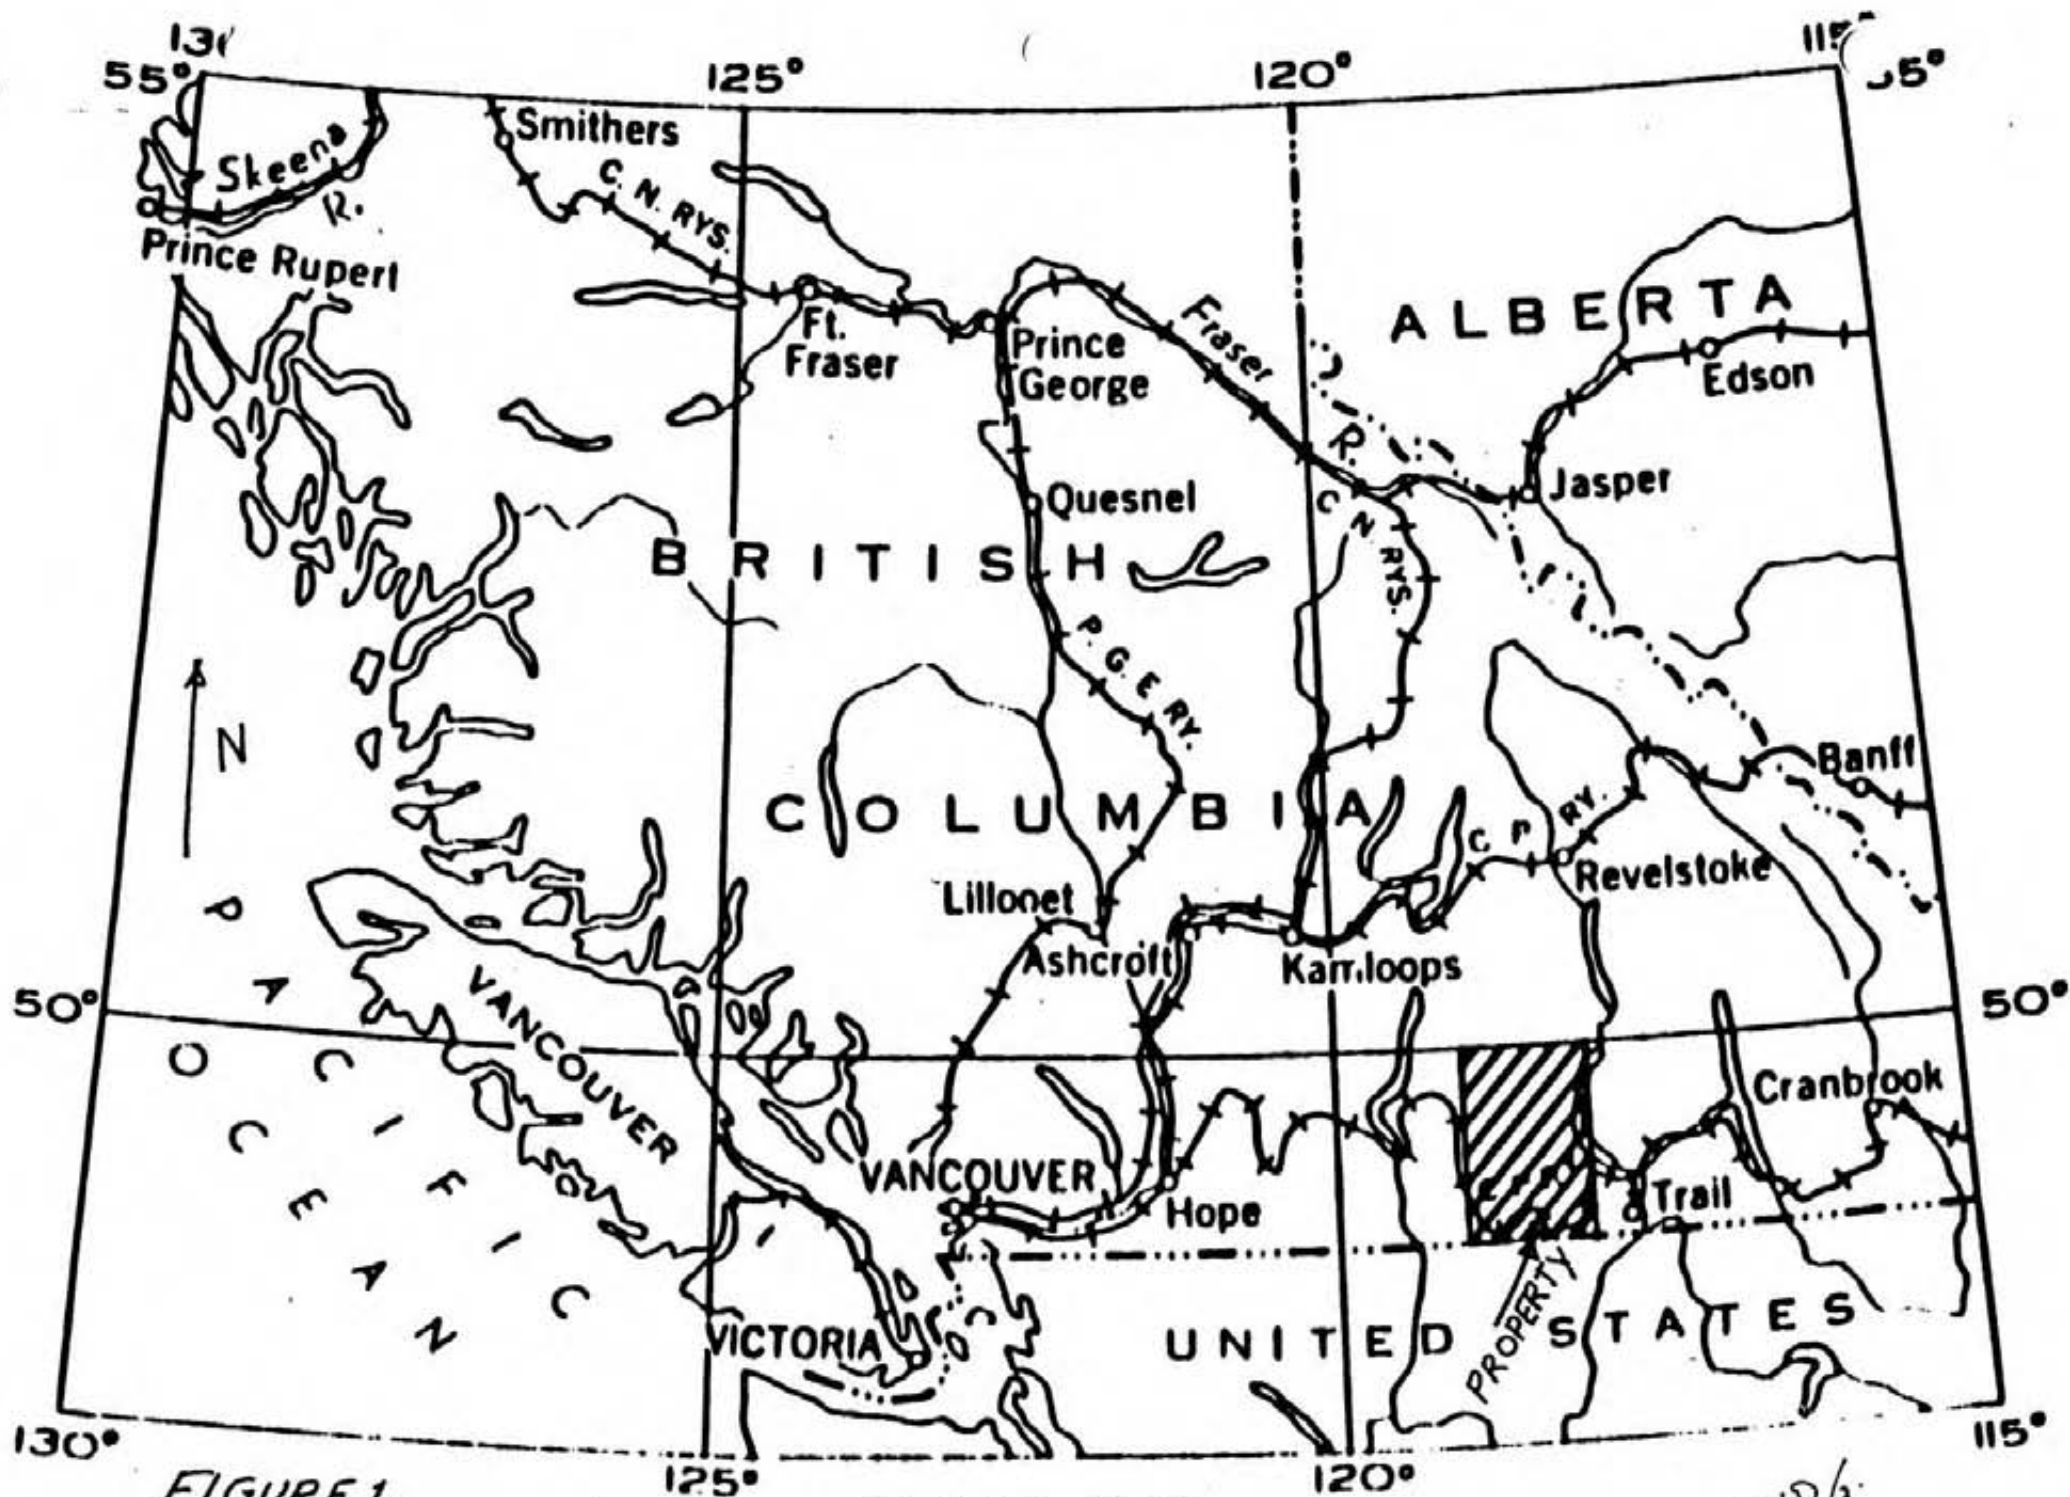 125°
120°
55°
Smithers
Skeena
R.
C. N. RYS.
Prince Rupert
ALBERTA
Fraser
R.
Ft.
Fraser
Prince
George
Edson
Jasper
Quesnel
C N RYS.
BRITISH
P. G. E RY.
N
Banff
COLUMBIA
C P RY.
Revelstoke
Lillooet
Ashcroft
Kamloops
PACIFIC
OCEAN
VANCOUVER
50°
50°
Cranbrook
VANCOUVER
Hope
Trail
PROPERTY
VICTORIA
UNITED STATES
130°
125°
120°
115°
FIGURE 1